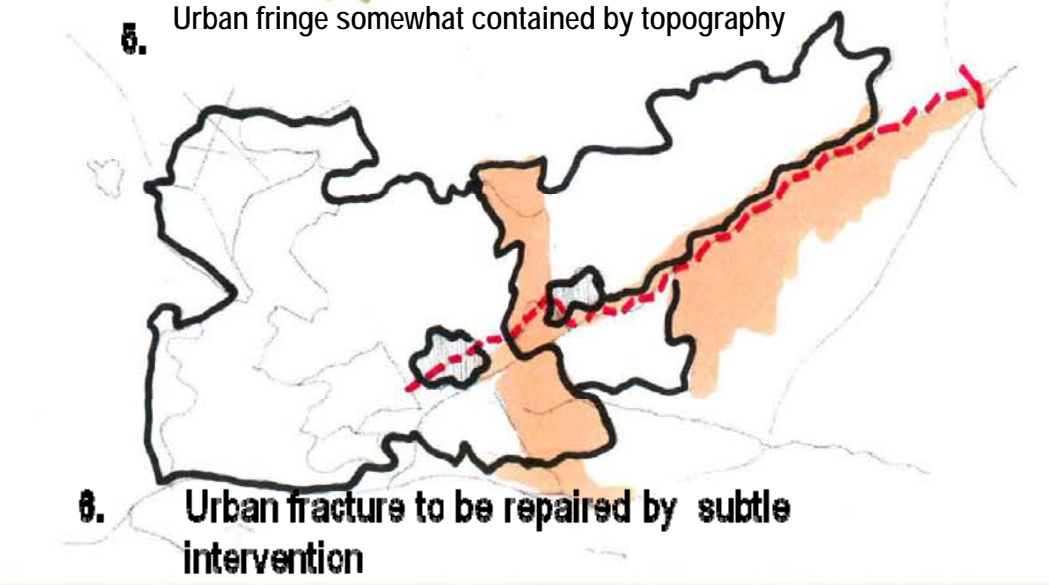 5. Urban fringe somewhat contained by topography
6. Urban fracture to be repaired by subtle
intervention